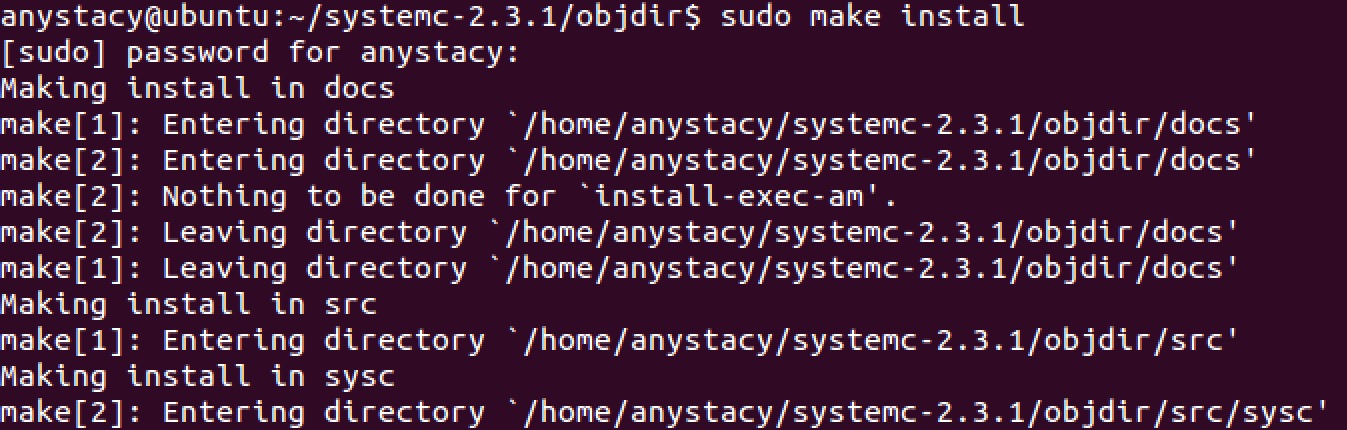 anystacy@ubuntu:~/systemc-2.3.1/objdir$ sudo make install
[sudo] password for anystacy:
Making install in docs
make[1]: Entering directory `/home/anystacy/systemc-2.3.1/objdir/docs'
make[2]: Entering directory `/home/anystacy/systemc-2.3.1/objdir/docs'
make[2]: Nothing to be done for `install-exec-am'.
make[2]: Leaving directory `/home/anystacy/systemc-2.3.1/objdir/docs'
make[1]: Leaving directory `/home/anystacy/systemc-2.3.1/objdir/docs'
Making install in src
make[1]: Entering directory `/home/anystacy/systemc-2.3.1/objdir/src'
Making install in sysc
make[2]: Entering directory `/home/anystacy/systemc-2.3.1/objdir/src/sysc'